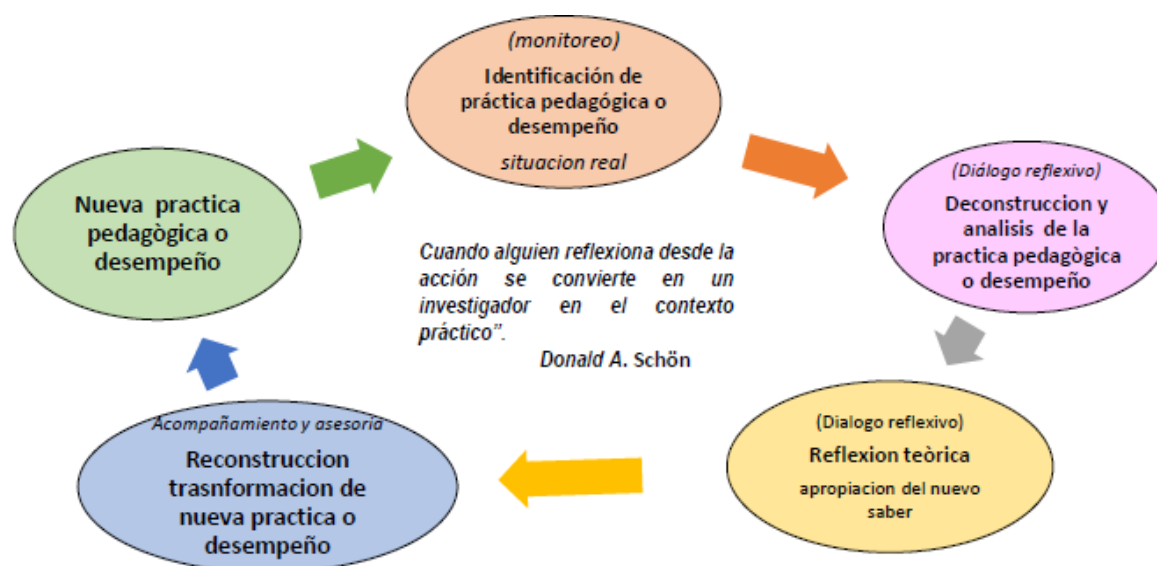 (monitoreo)
Identificación de
práctica pedagógica o
desempeño
situacion real
(Diálogo reflexivo)
Deconstruccion y
analisis de la
practica pedagògica
o desempeño
(Dialogo reflexivo)
Reflexion teòrica
apropiacion del nuevo
saber
Acompañamiento y asesoría
Reconstruccion
trasnformacion de
nueva practica o
desempeño
Nueva practica
pedagògica o
desempeño
Cuando alguien reflexiona desde la
acción se convierte en un
investigador en el contexto
práctico”.
Donald A. Schön